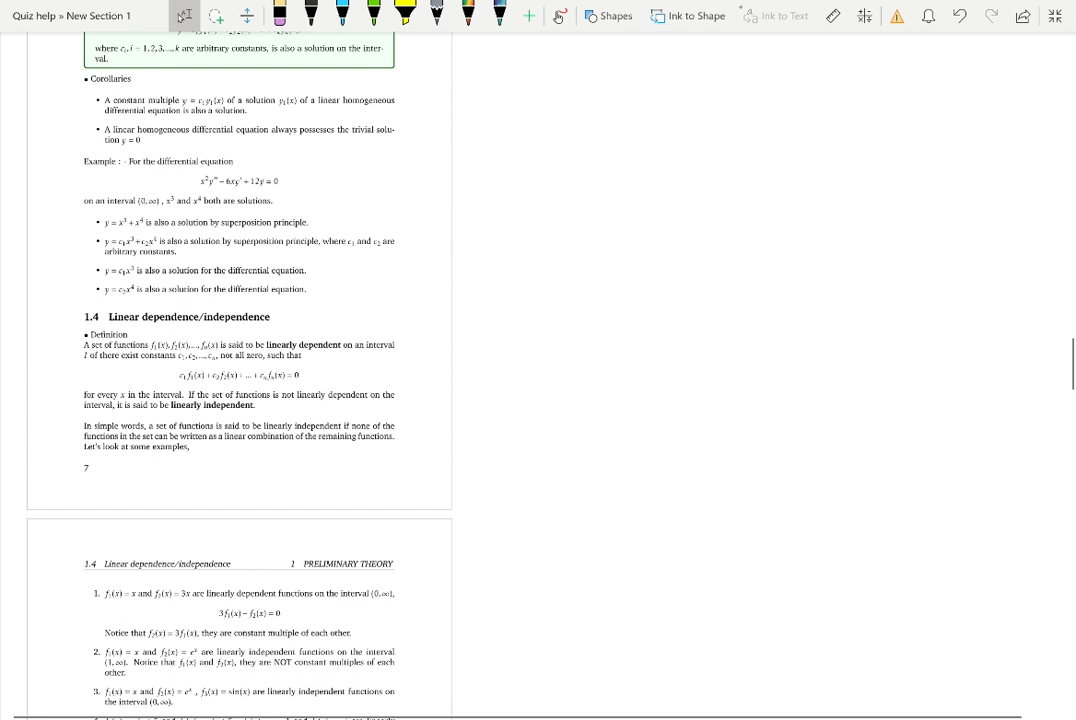 Quiz help » New Section 1
Shapes
Ink to Shape
Ink to Text
where cᵢ, i = 1,2,3,...,k are arbitrary constants, is also a solution on the inter-
val.
▪ Corollaries
• A constant multiple y = c₁y₁(x) of a solution y₁(x) of a linear homogeneous
differential equation is also a solution.
• A linear homogeneous differential equation always possesses the trivial solu-
tion y = 0
Example : - For the differential equation
on an interval (0,∞) , x³ and x⁴ both are solutions.
• y = x³ + x⁴ is also a solution by superposition principle.
• y = c₁x³ + c₂x⁴ is also a solution by superposition principle, where c₁ and c₂ are
arbitrary constants.
• y = c₁x³ is also a solution for the differential equation.
• y = c₂x⁴ is also a solution for the differential equation.
1.4 Linear dependence/independence
▪ Definition
A set of functions f₁(x), f₂(x),..., fₙ(x) is said to be linearly dependent on an interval
I of there exist constants c₁, c₂,..., cₙ, not all zero, such that
c₁f₁(x) + c₂f₂(x) + ... + cₙfₙ(x) = 0
for every x in the interval. If the set of functions is not linearly dependent on the
interval, it is said to be linearly independent.
In simple words, a set of functions is said to be linearly independent if none of the
functions in the set can be written as a linear combination of the remaining functions.
Let's look at some examples,
7
1.4 Linear dependence/independence 1 PRELIMINARY THEORY
1. f₁(x) = x and f₂(x) = 3x are linearly dependent functions on the interval (0,∞),
3f₁(x) − f₂(x) = 0
Notice that f₂(x) = 3f₁(x), they are constant multiple of each other.
2. f₁(x) = x and f₂(x) = eˣ are linearly independent functions on the interval
(1,∞). Notice that f₁(x) and f₂(x), they are NOT constant multiples of each
other.
3. f₁(x) = x and f₂(x) = eˣ , f₃(x) = sin(x) are linearly independent functions on
the interval (0,∞).